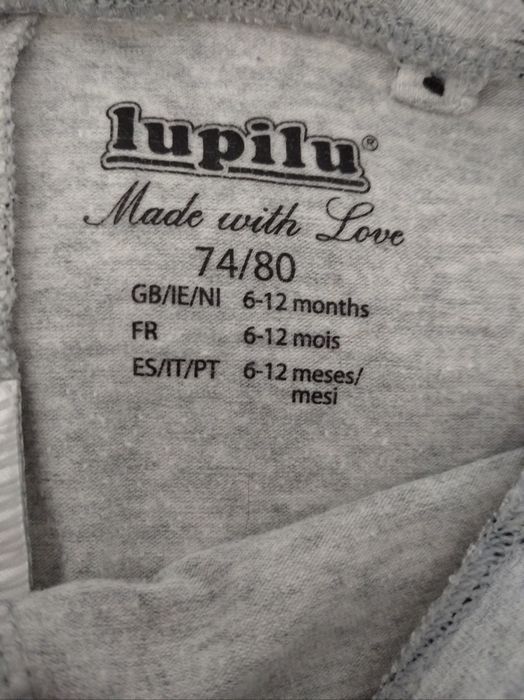 lupilu®
Made with Love
74/80
GB/IE/NI 6-12 months
FR 6-12 mois
ES/IT/PT 6-12 meses/
mesi